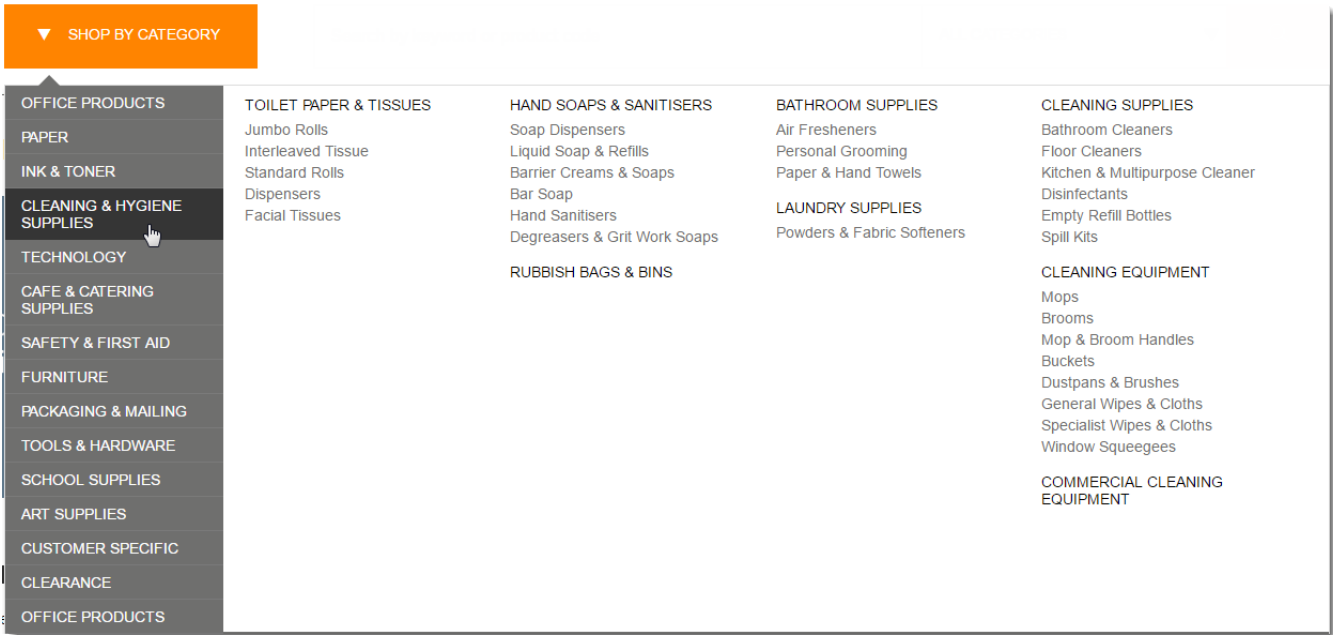 SHOP BY CATEGORY
OFFICE PRODUCTS
PAPER
INK & TONER
CLEANING & HYGIENE
SUPPLIES
TECHNOLOGY
CAFE & CATERING
SUPPLIES
SAFETY & FIRST AID
FURNITURE
PACKAGING & MAILING
TOOLS & HARDWARE
SCHOOL SUPPLIES
ART SUPPLIES
CUSTOMER SPECIFIC
CLEARANCE
OFFICE PRODUCTS
TOILET PAPER & TISSUES
Jumbo Rolls
Interleaved Tissue
Standard Rolls
Dispensers
Facial Tissues
HAND SOAPS & SANITISERS
Soap Dispensers
Liquid Soap & Refills
Barrier Creams & Soaps
Bar Soap
Hand Sanitisers
Degreasers & Grit Work Soaps
RUBBISH BAGS & BINS
BATHROOM SUPPLIES
Air Fresheners
Personal Grooming
Paper & Hand Towels
LAUNDRY SUPPLIES
Powders & Fabric Softeners
CLEANING SUPPLIES
Bathroom Cleaners
Floor Cleaners
Kitchen & Multipurpose Cleaner
Disinfectants
Empty Refill Bottles
Spill Kits
CLEANING EQUIPMENT
Mops
Brooms
Mop & Broom Handles
Buckets
Dustpans & Brushes
General Wipes & Cloths
Specialist Wipes & Cloths
Window Squeegees
COMMERCIAL CLEANING
EQUIPMENT